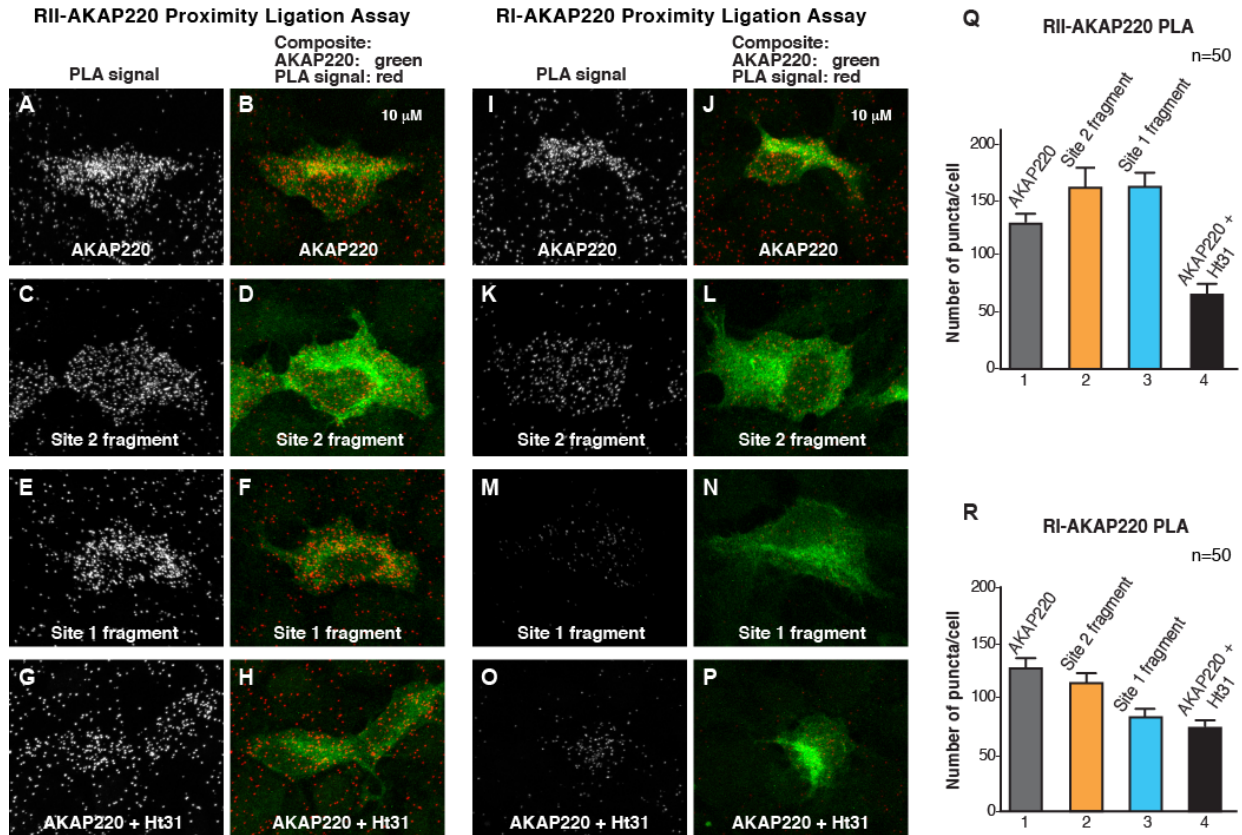 RII-AKAP220 Proximity Ligation Assay
PLA signal
Composite:
AKAP220: green
PLA signal: red
A
AKAP220
B
10 µM
AKAP220
C
Site 2 fragment
D
Site 2 fragment
E
Site 1 fragment
F
Site 1 fragment
G
AKAP220 + Ht31
H
AKAP220 + Ht31
RI-AKAP220 Proximity Ligation Assay
PLA signal
Composite:
AKAP220: green
PLA signal: red
I
AKAP220
J
10 µM
AKAP220
K
Site 2 fragment
L
Site 2 fragment
M
Site 1 fragment
N
Site 1 fragment
O
AKAP220 + Ht31
P
AKAP220 + Ht31
Q
RII-AKAP220 PLA
n=50
Number of puncta/cell
200
150
100
50
0
AKAP220
Site 2 fragment
Site 1 fragment
AKAP220 +
Ht31
1 2 3 4
R
RI-AKAP220 PLA
n=50
Number of puncta/cell
200
150
100
50
0
AKAP220
Site 2 fragment
Site 1 fragment
AKAP220 +
Ht31
1 2 3 4